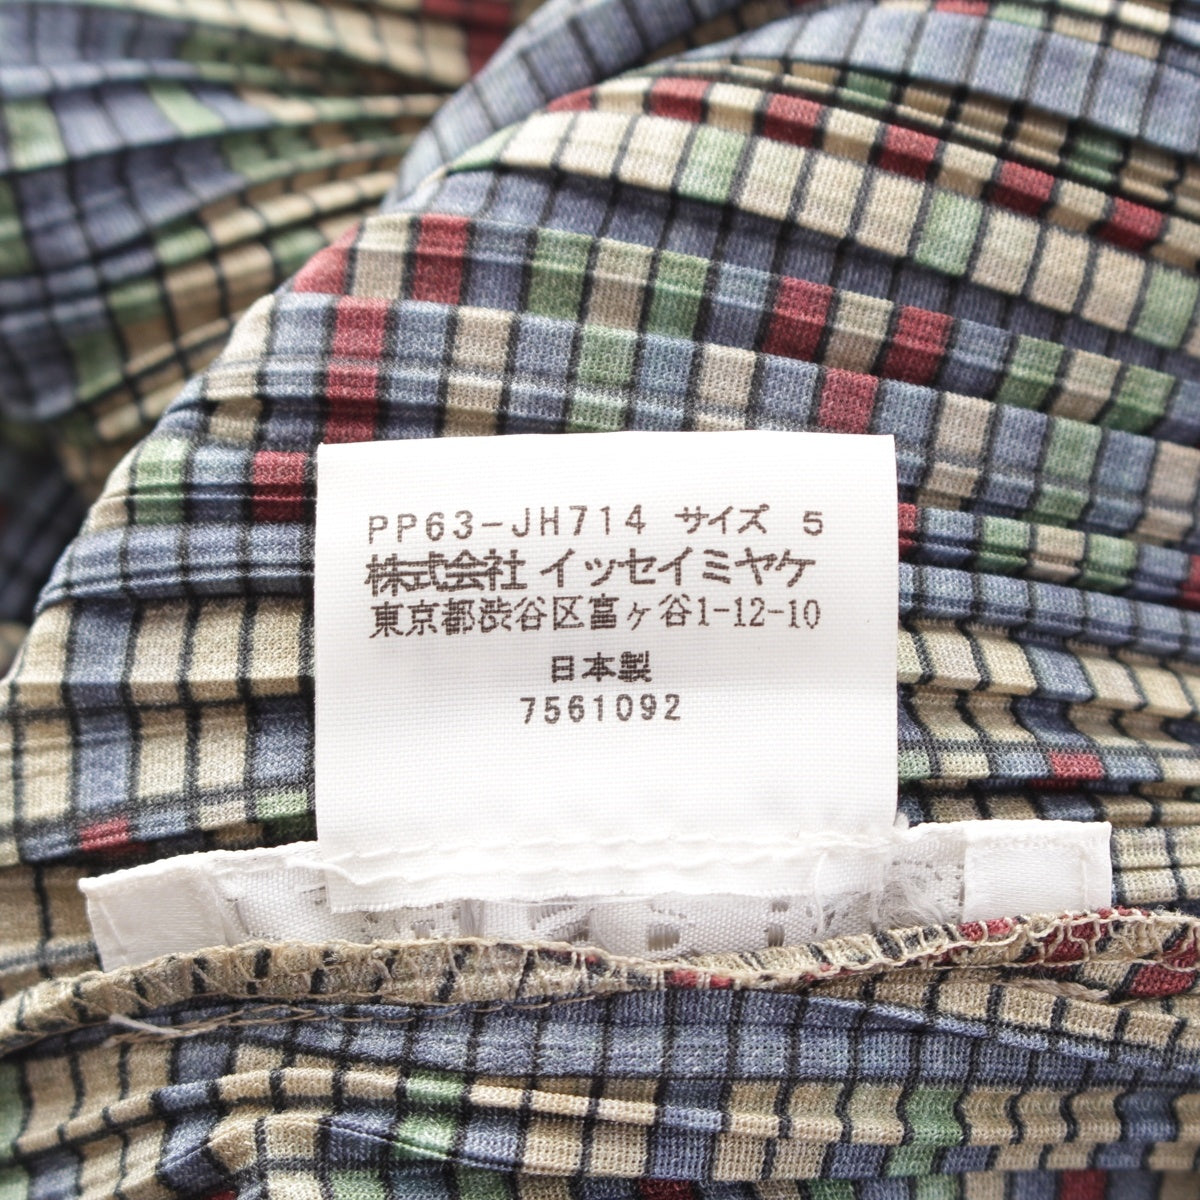 PP63-JH714 サイズ 5
株式会社 イッセイミヤケ
東京都渋谷区富ヶ谷1-12-10
日本製
7561092